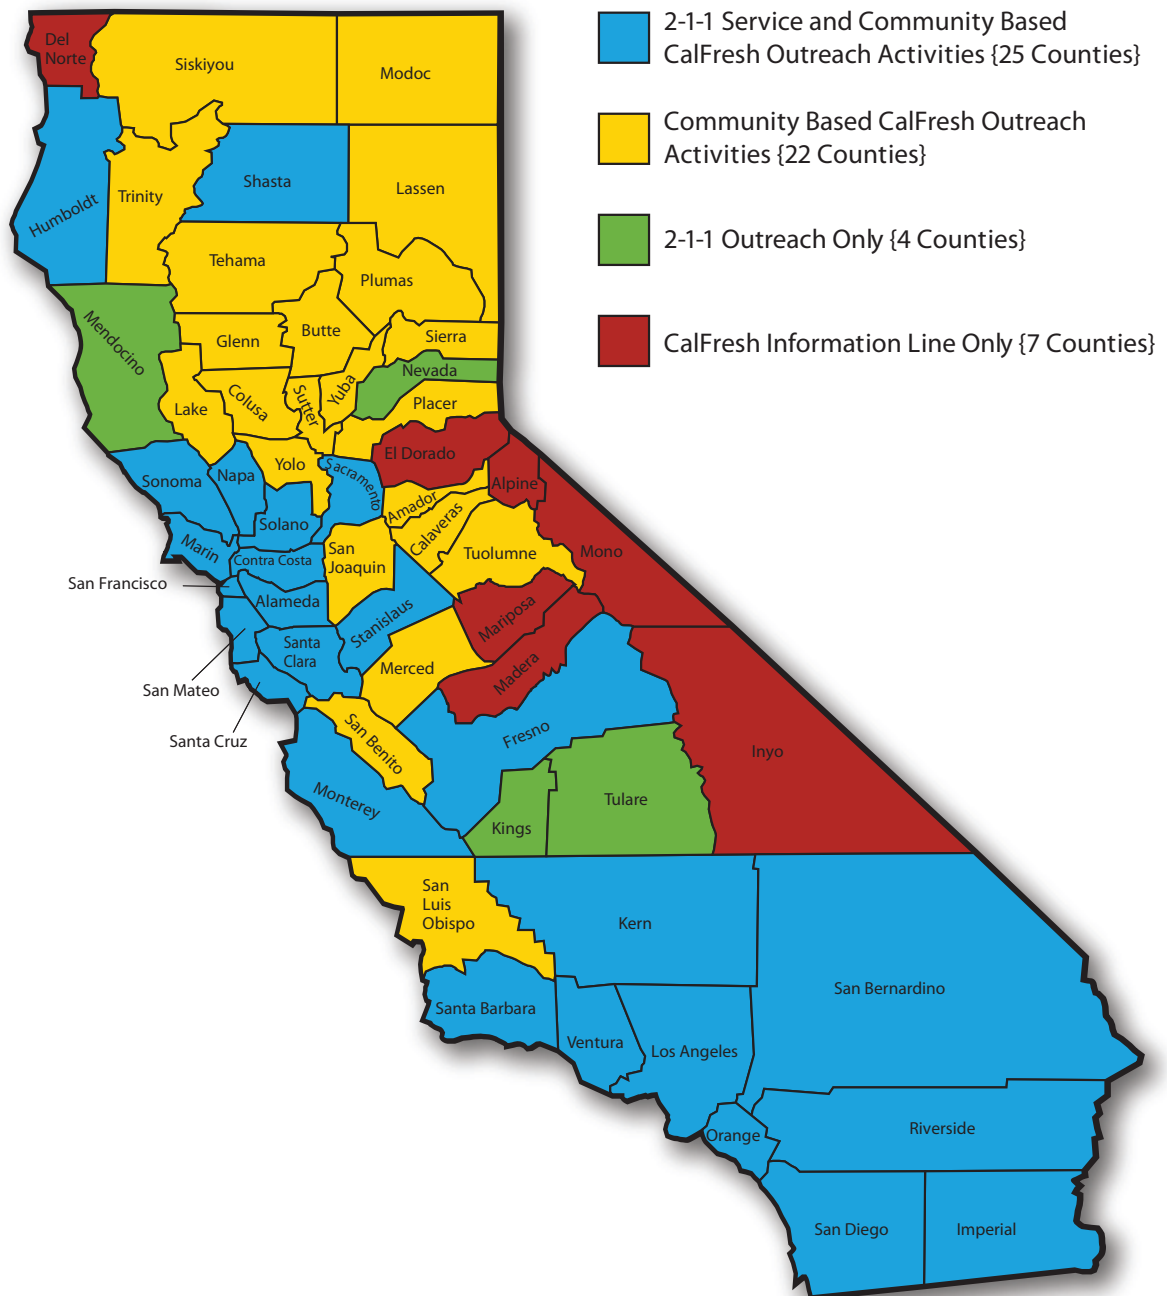 2-1-1 Service and Community Based
CalFresh Outreach Activities {25 Counties}
Community Based CalFresh Outreach
Activities {22 Counties}
2-1-1 Outreach Only {4 Counties}
CalFresh Information Line Only {7 Counties}
Del
Norte
Siskiyou
Modoc
Humboldt
Trinity
Shasta
Lassen
Tehama
Plumas
Mendocino
Glenn
Butte
Sierra
Nevada
Lake
Colusa
Sutter
Yuba
Placer
El Dorado
Sonoma
Napa
Yolo
Sacramento
Alpine
Amador
Solano
Calaveras
Marin
Contra Costa
San
Joaquin
Tuolumne
Mono
San Francisco
Alameda
Stanislaus
Mariposa
Santa
Clara
Merced
Madera
San Mateo
Santa Cruz
San Benito
Fresno
Inyo
Monterey
Kings
Tulare
San
Luis
Obispo
Kern
San Bernardino
Santa Barbara
Ventura
Los Angeles
Orange
Riverside
San Diego
Imperial